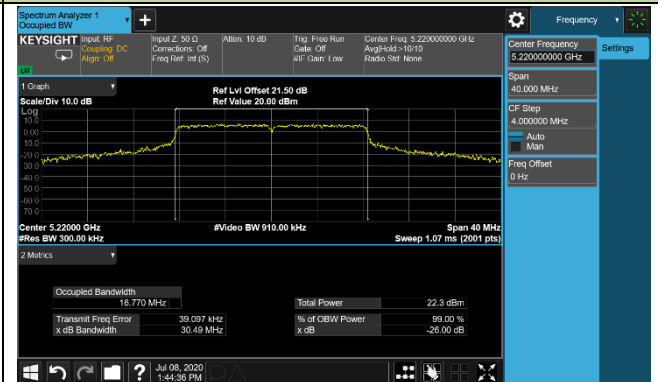 Spectrum Analyzer 1
Occupied BW
+
Frequency
KEYSIGHT
Input: RF
Coupling: DC
Align: Off
Input Z: 50 Ω
Corrections: Off
Freq Ref: Int (S)
Atten: 10 dB
Trig: Free Run
Gate: Off
#IF Gain: Low
Center Freq: 5.220000000 GHz
Avg|Hold:>10/10
Radio Std: None
LXI
Center Frequency
5.220000000 GHz
Settings
Span
40.000 MHz
CF Step
4.000000 MHz
Auto
Man
Freq Offset
0 Hz
1 Graph
Scale/Div 10.0 dB
Ref Lvl Offset 21.50 dB
Ref Value 20.00 dBm
Log
10.0
0.00
-10.0
-20.0
-30.0
-40.0
-50.0
-60.0
-70.0
Center 5.22000 GHz
#Res BW 300.00 kHz
#Video BW 910.00 kHz
Span 40 MHz
Sweep 1.07 ms (2001 pts)
2 Metrics
Occupied Bandwidth
16.770 MHz
Total Power 22.3 dBm
Transmit Freq Error 39.097 kHz
% of OBW Power 99.00 %
x dB Bandwidth 30.49 MHz
x dB -26.00 dB
?
Jul 08, 2020
1:44:36 PM